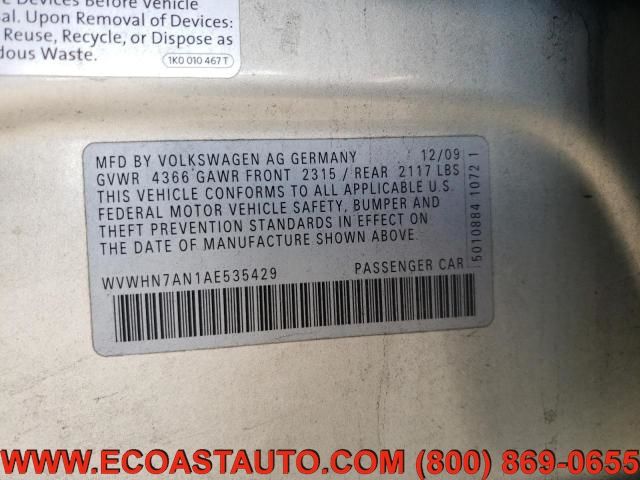 e Devices Before Vehicle
al. Upon Removal of Devices:
Reuse, Recycle, or Dispose as
dous Waste.
1K0 010 467 T
MFD BY VOLKSWAGEN AG GERMANY 12/09
GVWR 4366 GAWR FRONT 2315 / REAR 2117 LBS
THIS VEHICLE CONFORMS TO ALL APPLICABLE U.S.
FEDERAL MOTOR VEHICLE SAFETY, BUMPER AND
THEFT PREVENTION STANDARDS IN EFFECT ON
THE DATE OF MANUFACTURE SHOWN ABOVE.
WVWHN7AN1AE535429 PASSENGER CAR
5010884 1072 1
WWW.ECOASTAUTO.COM (800) 869-0655